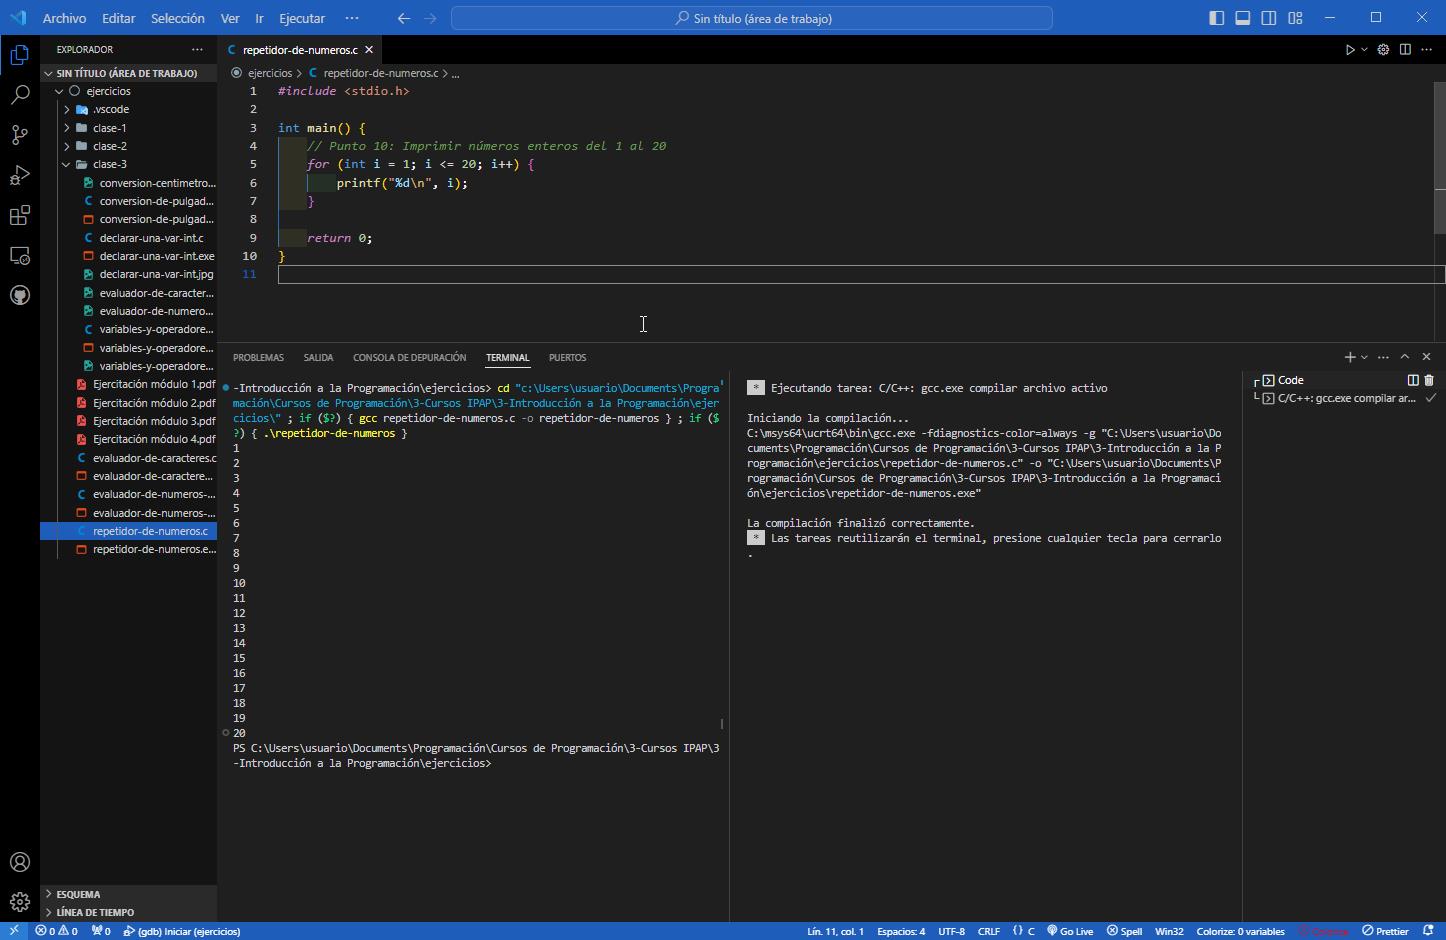 Archivo Editar Selección Ver Ir Ejecutar ··· Sin título (área de trabajo)
EXPLORADOR ···
SIN TÍTULO (ÁREA DE TRABAJO)
ejercicios
.vscode
clase-1
clase-2
clase-3
conversion-centimetro...
conversion-de-pulgad...
conversion-de-pulgad...
declarar-una-var-int.c
declarar-una-var-int.exe
declarar-una-var-int.jpg
evaluador-de-caracter...
evaluador-de-numero...
variables-y-operadore...
variables-y-operadore...
variables-y-operadore...
Ejercitación módulo 1.pdf
Ejercitación módulo 2.pdf
Ejercitación módulo 3.pdf
Ejercitación módulo 4.pdf
evaluador-de-caracteres.c
evaluador-de-caractere...
evaluador-de-numeros-...
evaluador-de-numeros-...
repetidor-de-numeros.c
repetidor-de-numeros.e...
ESQUEMA
LÍNEA DE TIEMPO
C repetidor-de-numeros.c
ejercicios > C repetidor-de-numeros.c > ...
1 #include <stdio.h>
2
3 int main() {
4 // Punto 10: Imprimir números enteros del 1 al 20
5 for (int i = 1; i <= 20; i++) {
6 printf("%d\n", i);
7 }
8
9 return 0;
10 }
11
PROBLEMAS SALIDA CONSOLA DE DEPURACIÓN TERMINAL PUERTOS
-Introducción a la Programación\ejercicios> cd "c:\Users\usuario\Documents\Progra
mación\Cursos de Programación\3-Cursos IPAP\3-Introducción a la Programación\ejer
cicios\" ; if ($?) { gcc repetidor-de-numeros.c -o repetidor-de-numeros } ; if ($
?) { .\repetidor-de-numeros }
1
2
3
4
5
6
7
8
9
10
11
12
13
14
15
16
17
18
19
20
PS C:\Users\usuario\Documents\Programación\Cursos de Programación\3-Cursos IPAP\3
-Introducción a la Programación\ejercicios>
* Ejecutando tarea: C/C++: gcc.exe compilar archivo activo
Iniciando la compilación...
C:\msys64\ucrt64\bin\gcc.exe -fdiagnostics-color=always -g "C:\Users\usuario\Do
cuments\Programación\Cursos de Programación\3-Cursos IPAP\3-Introducción a la P
rogramación\ejercicios\repetidor-de-numeros.c" -o "C:\Users\usuario\Documents\P
rogramación\Cursos de Programación\3-Cursos IPAP\3-Introducción a la Programaci
ón\ejercicios\repetidor-de-numeros.exe"
La compilación finalizó correctamente.
* Las tareas reutilizarán el terminal, presione cualquier tecla para cerrarlo
.
Code
C/C++: gcc.exe compilar ar...
0 0 0 (gdb) Iniciar (ejercicios) Lín. 11, col. 1 Espacios: 4 UTF-8 CRLF {} C Go Live Spell Win32 Colorize: 0 variables Colorize Prettier